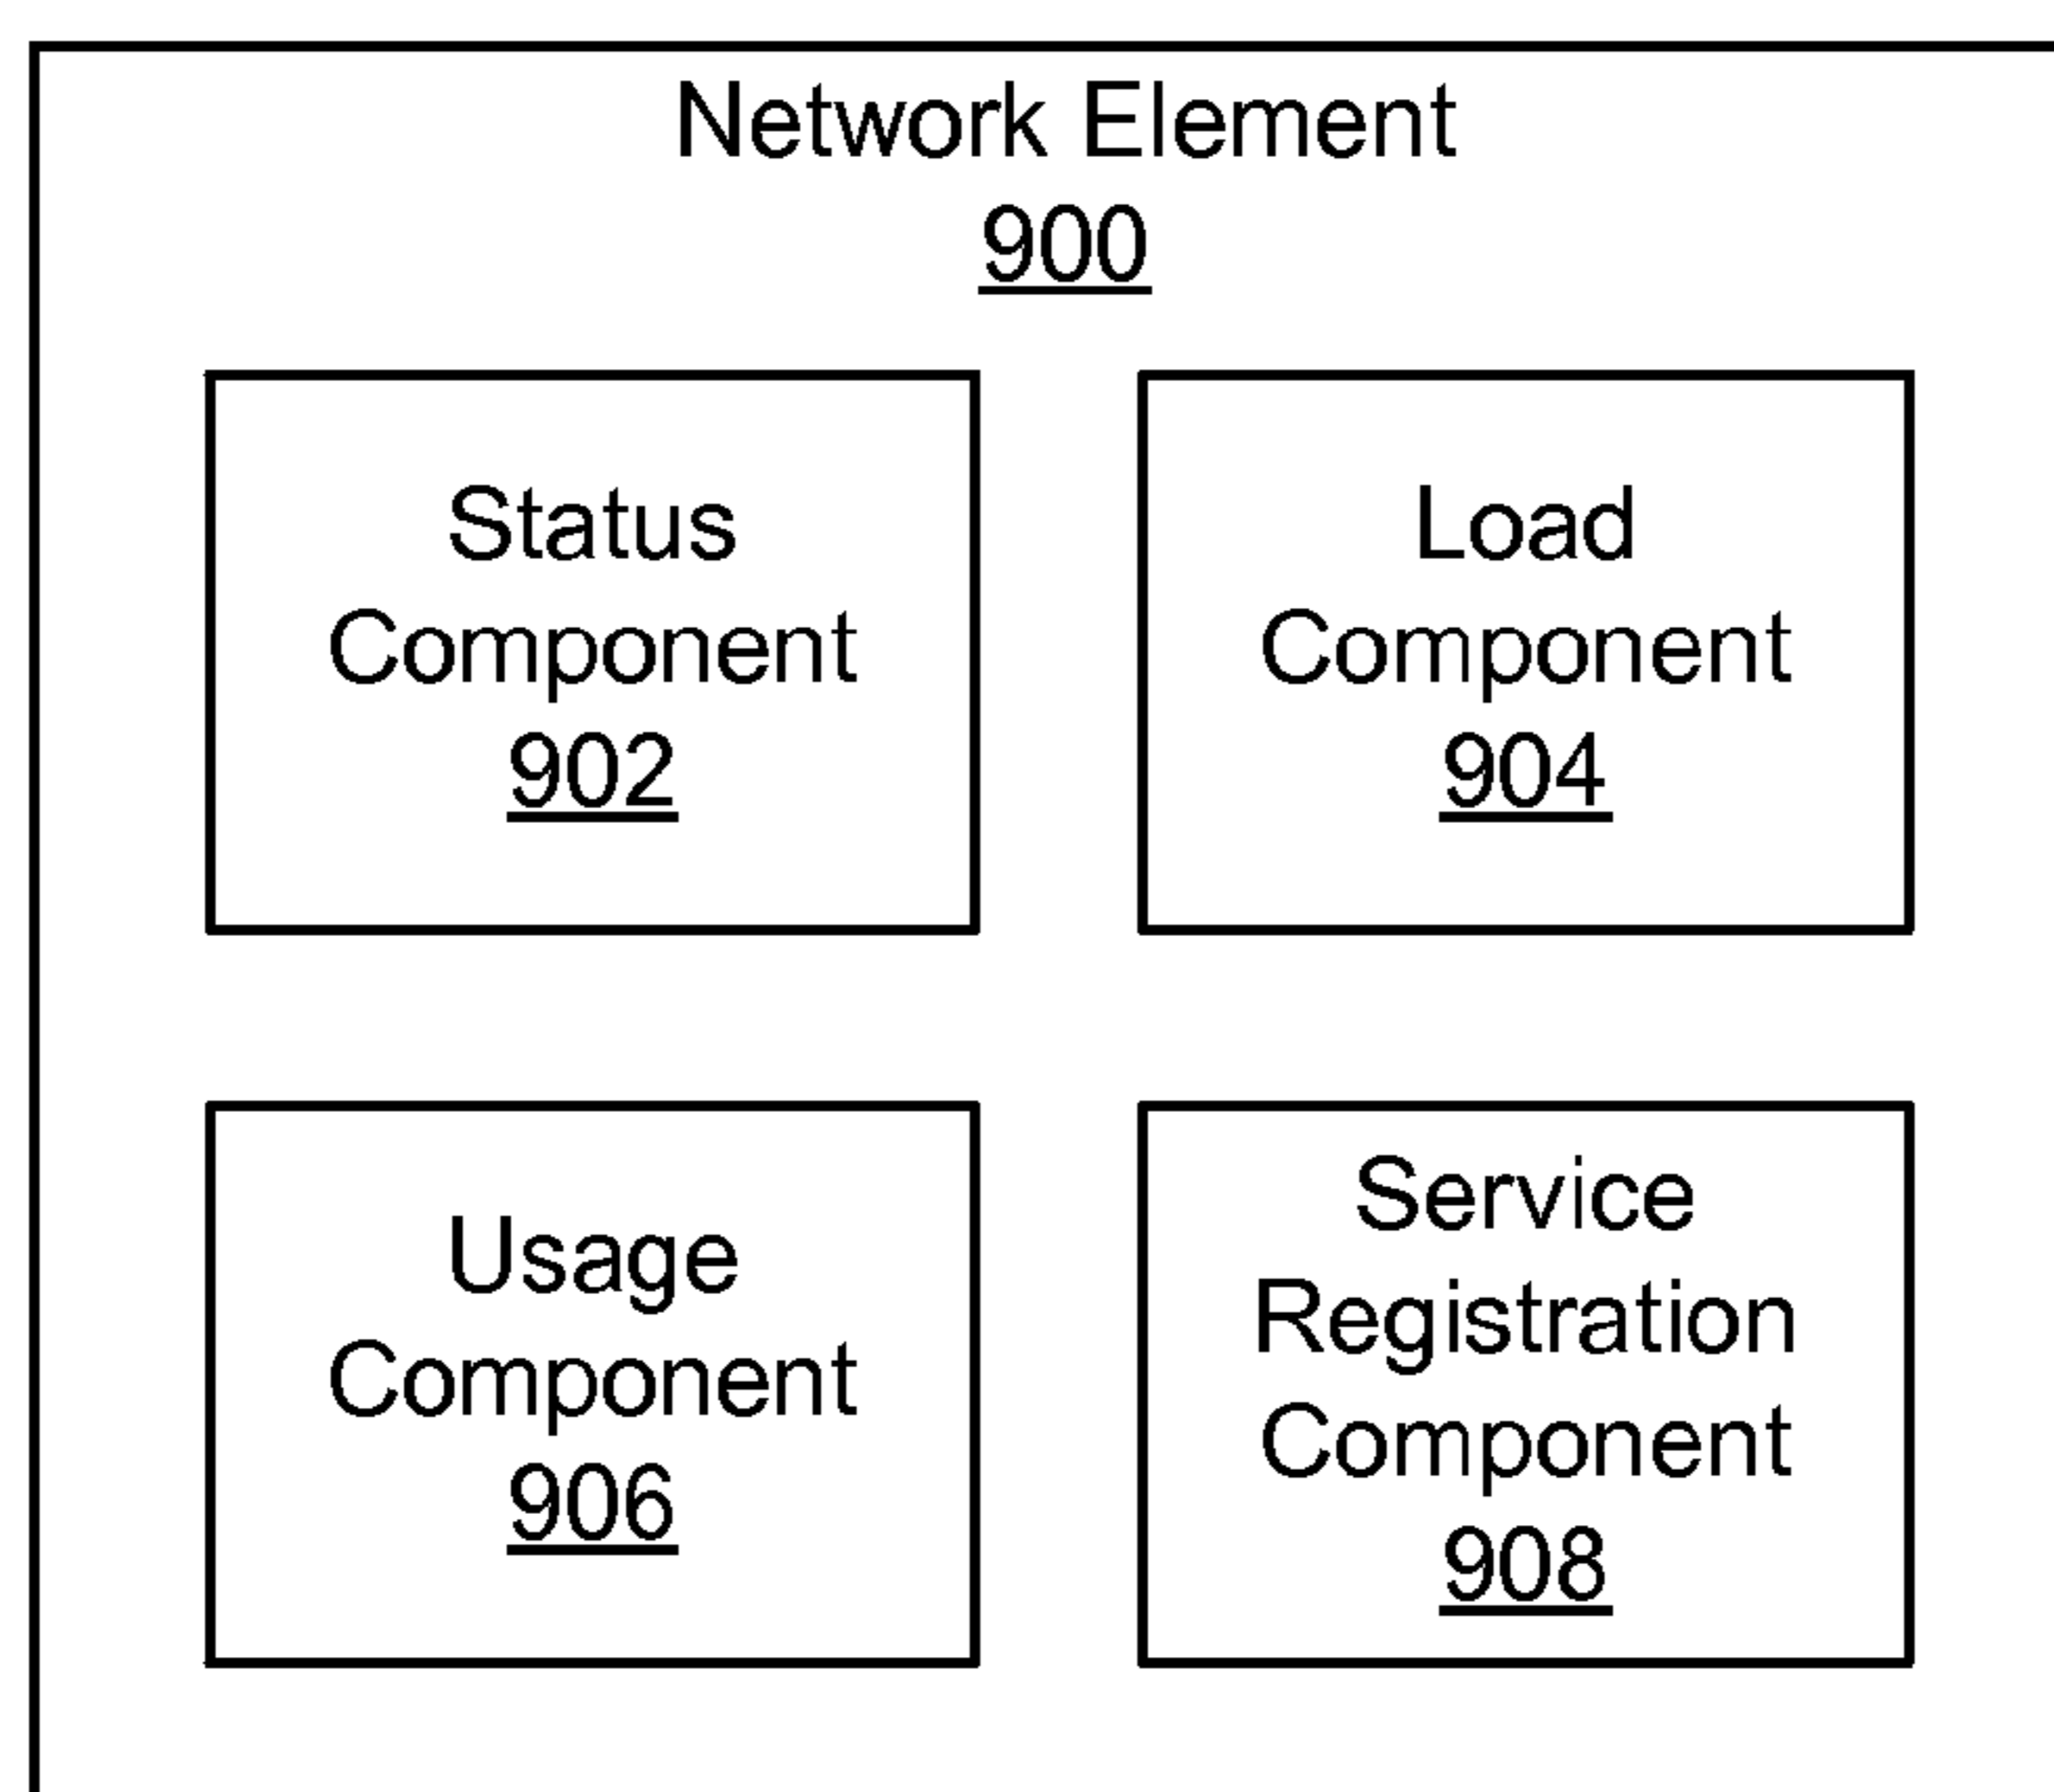 Network Element
900
Status
Component
902
Load
Component
904
Usage
Component
906
Service
Registration
Component
908